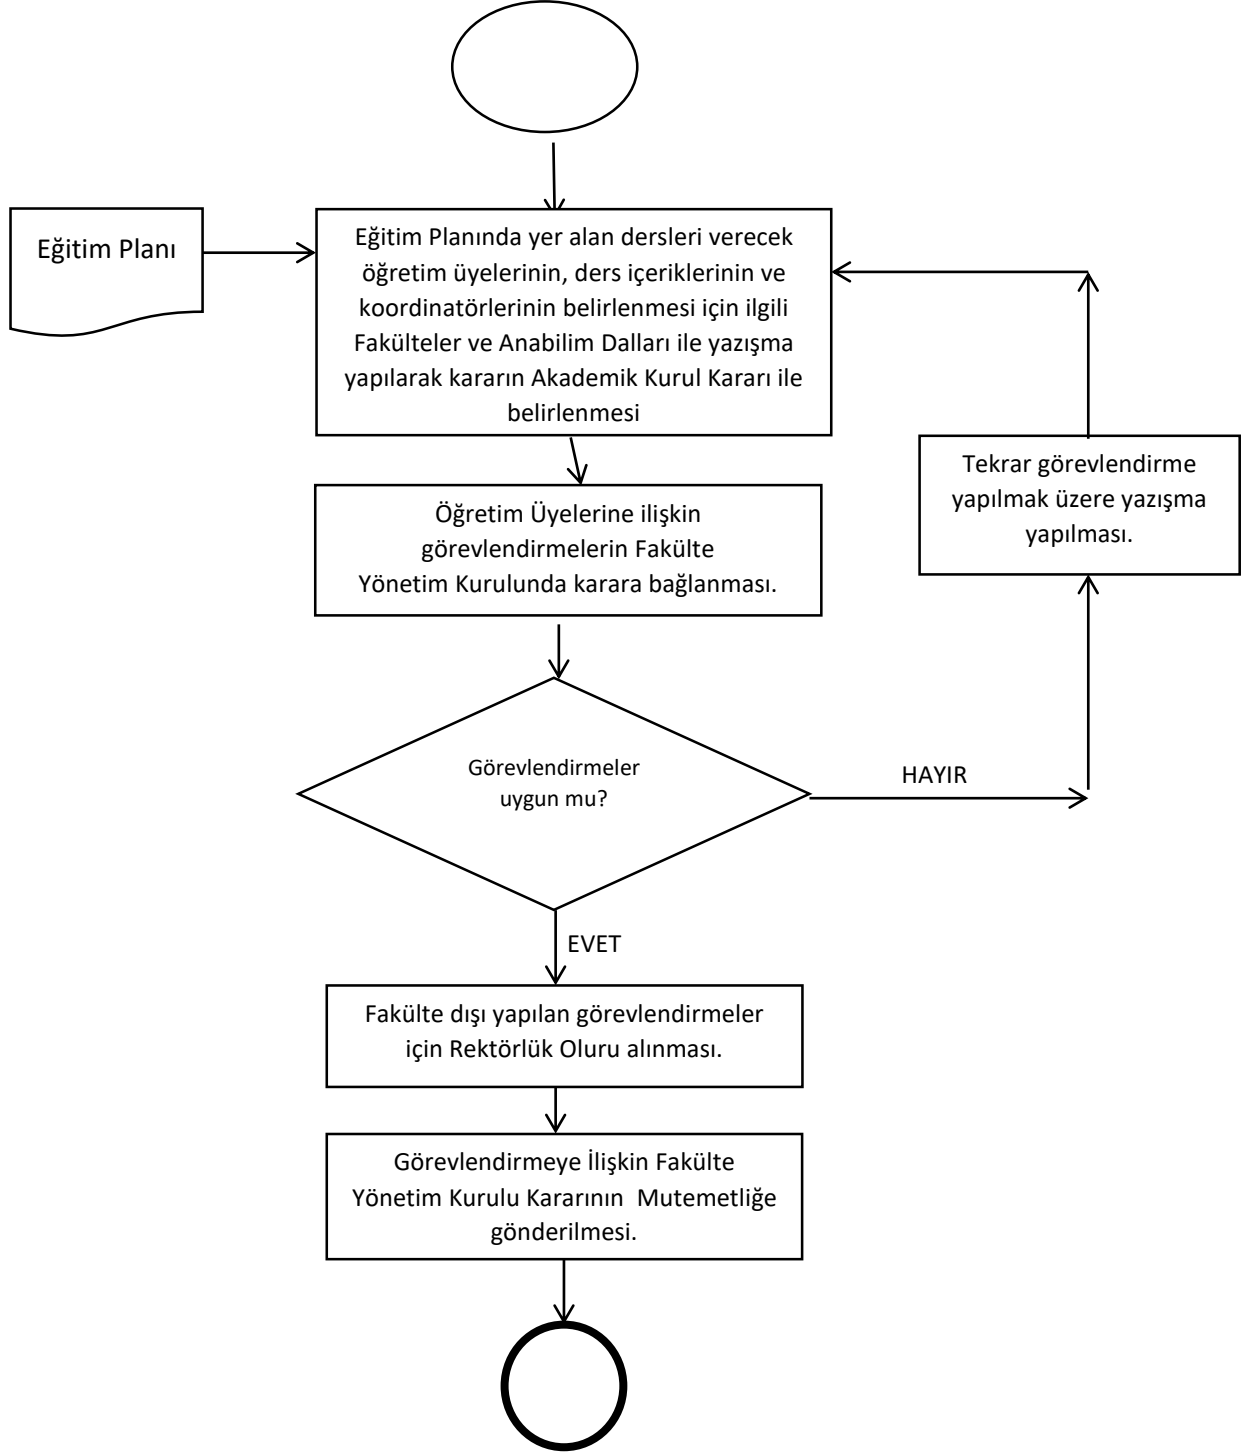 Eğitim Planı
Eğitim Planında yer alan dersleri verecek
öğretim üyelerinin, ders içeriklerinin ve
koordinatörlerinin belirlenmesi için ilgili
Fakülteler ve Anabilim Dalları ile yazışma
yapılarak kararın Akademik Kurul Kararı ile
belirlenmesi
Tekrar görevlendirme
yapılmak üzere yazışma
yapılması.
Öğretim Üyelerine ilişkin
görevlendirmelerin Fakülte
Yönetim Kurulunda karara bağlanması.
Görevlendirmeler
uygun mu?
HAYIR
EVET
Fakülte dışı yapılan görevlendirmeler
için Rektörlük Oluru alınması.
Görevlendirmeye İlişkin Fakülte
Yönetim Kurulu Kararının  Mutemetliğe
gönderilmesi.